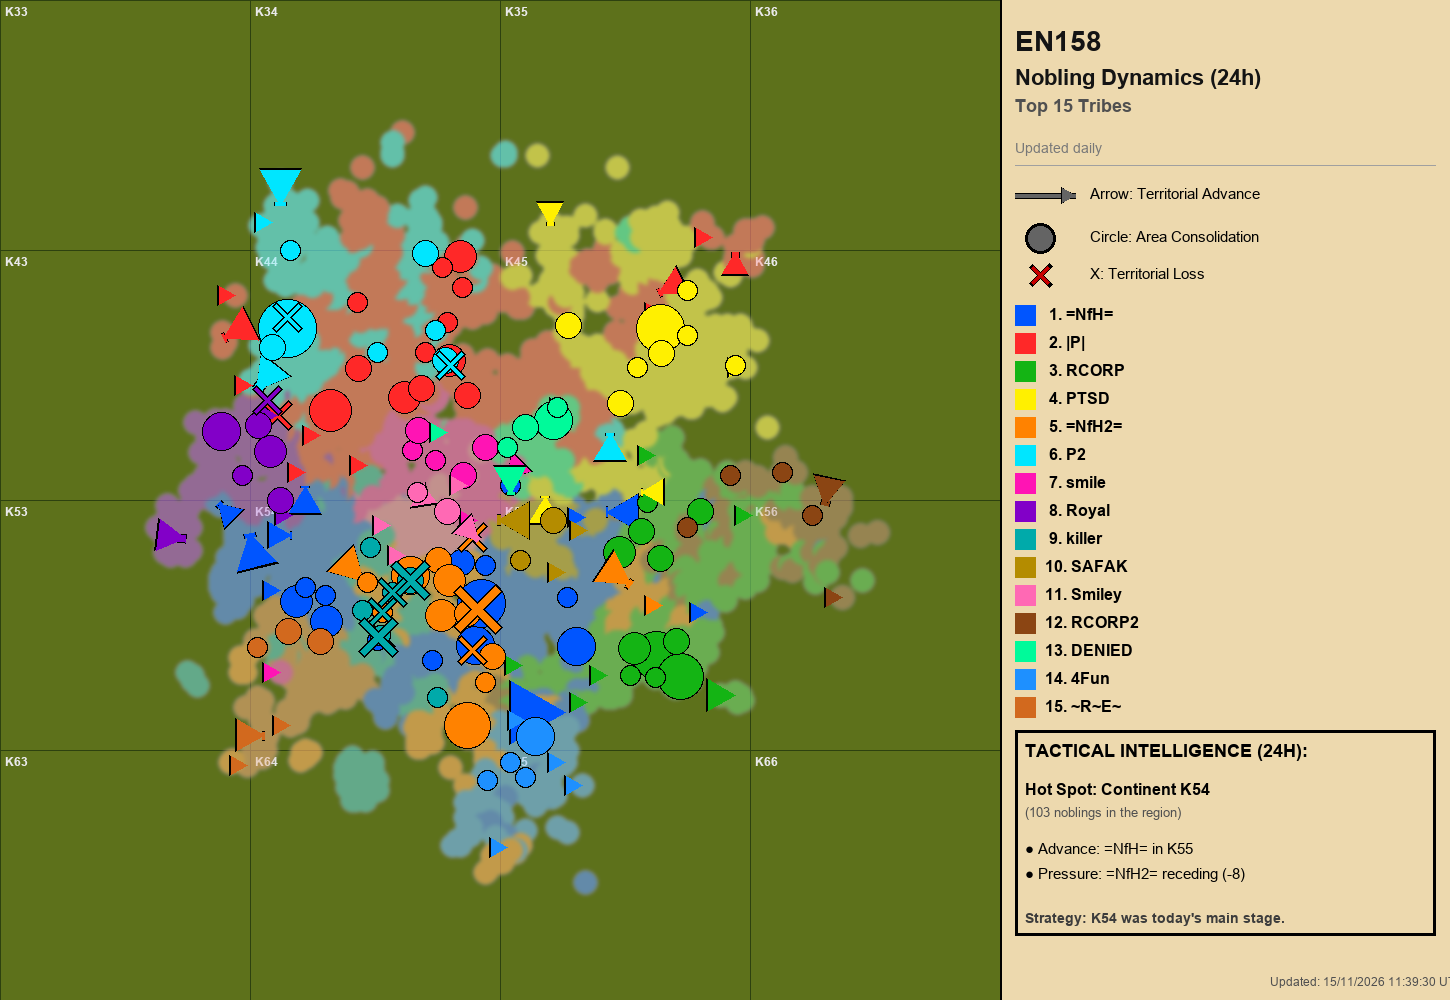 K33
K34
K35
K36
K43
K44
K45
K46
K53
K56
K63
K64
K66
EN158
Nobling Dynamics (24h)
Top 15 Tribes
Updated daily
Arrow: Territorial Advance
Circle: Area Consolidation
X: Territorial Loss
1. =NfH=
2. |P|
3. RCORP
4. PTSD
5. =NfH2=
6. P2
7. smile
8. Royal
9. killer
10. SAFAK
11. Smiley
12. RCORP2
13. DENIED
14. 4Fun
15. ~R~E~
TACTICAL INTELLIGENCE (24H):
Hot Spot: Continent K54
(103 noblings in the region)
● Advance: =NfH= in K55
● Pressure: =NfH2= receding (-8)
Strategy: K54 was today's main stage.
Updated: 15/11/2026 11:39:30